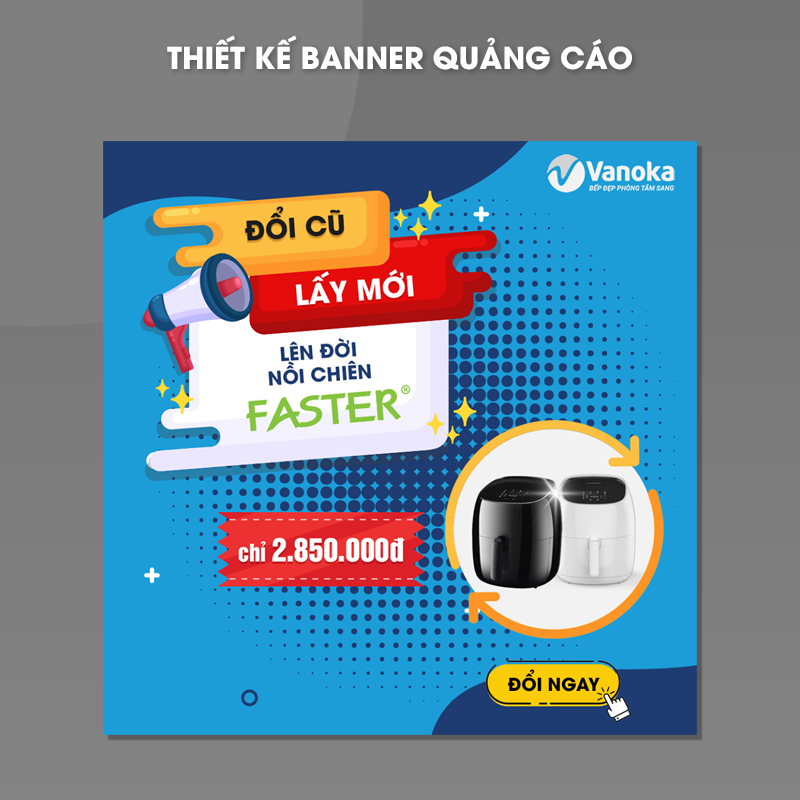 THIẾT KẾ BANNER QUẢNG CÁO
Vanoka
BẾP ĐẸP PHÒNG TẮM SANG
ĐỔI CŨ
LẤY MỚI
LÊN ĐỜI
NỒI CHIÊN
FASTER®
chỉ 2.850.000đ
ĐỔI NGAY